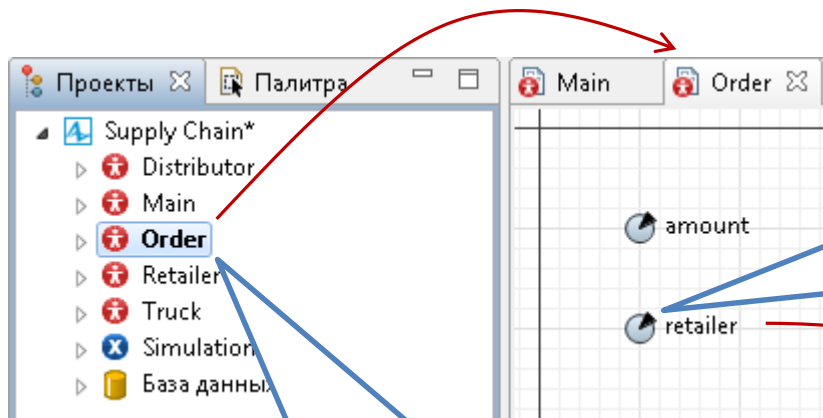 Проекты Палитра Main Order
Supply Chain*
Distributor
Main
Order
Retailer
Truck
Simulation
База данных
amount
retailer